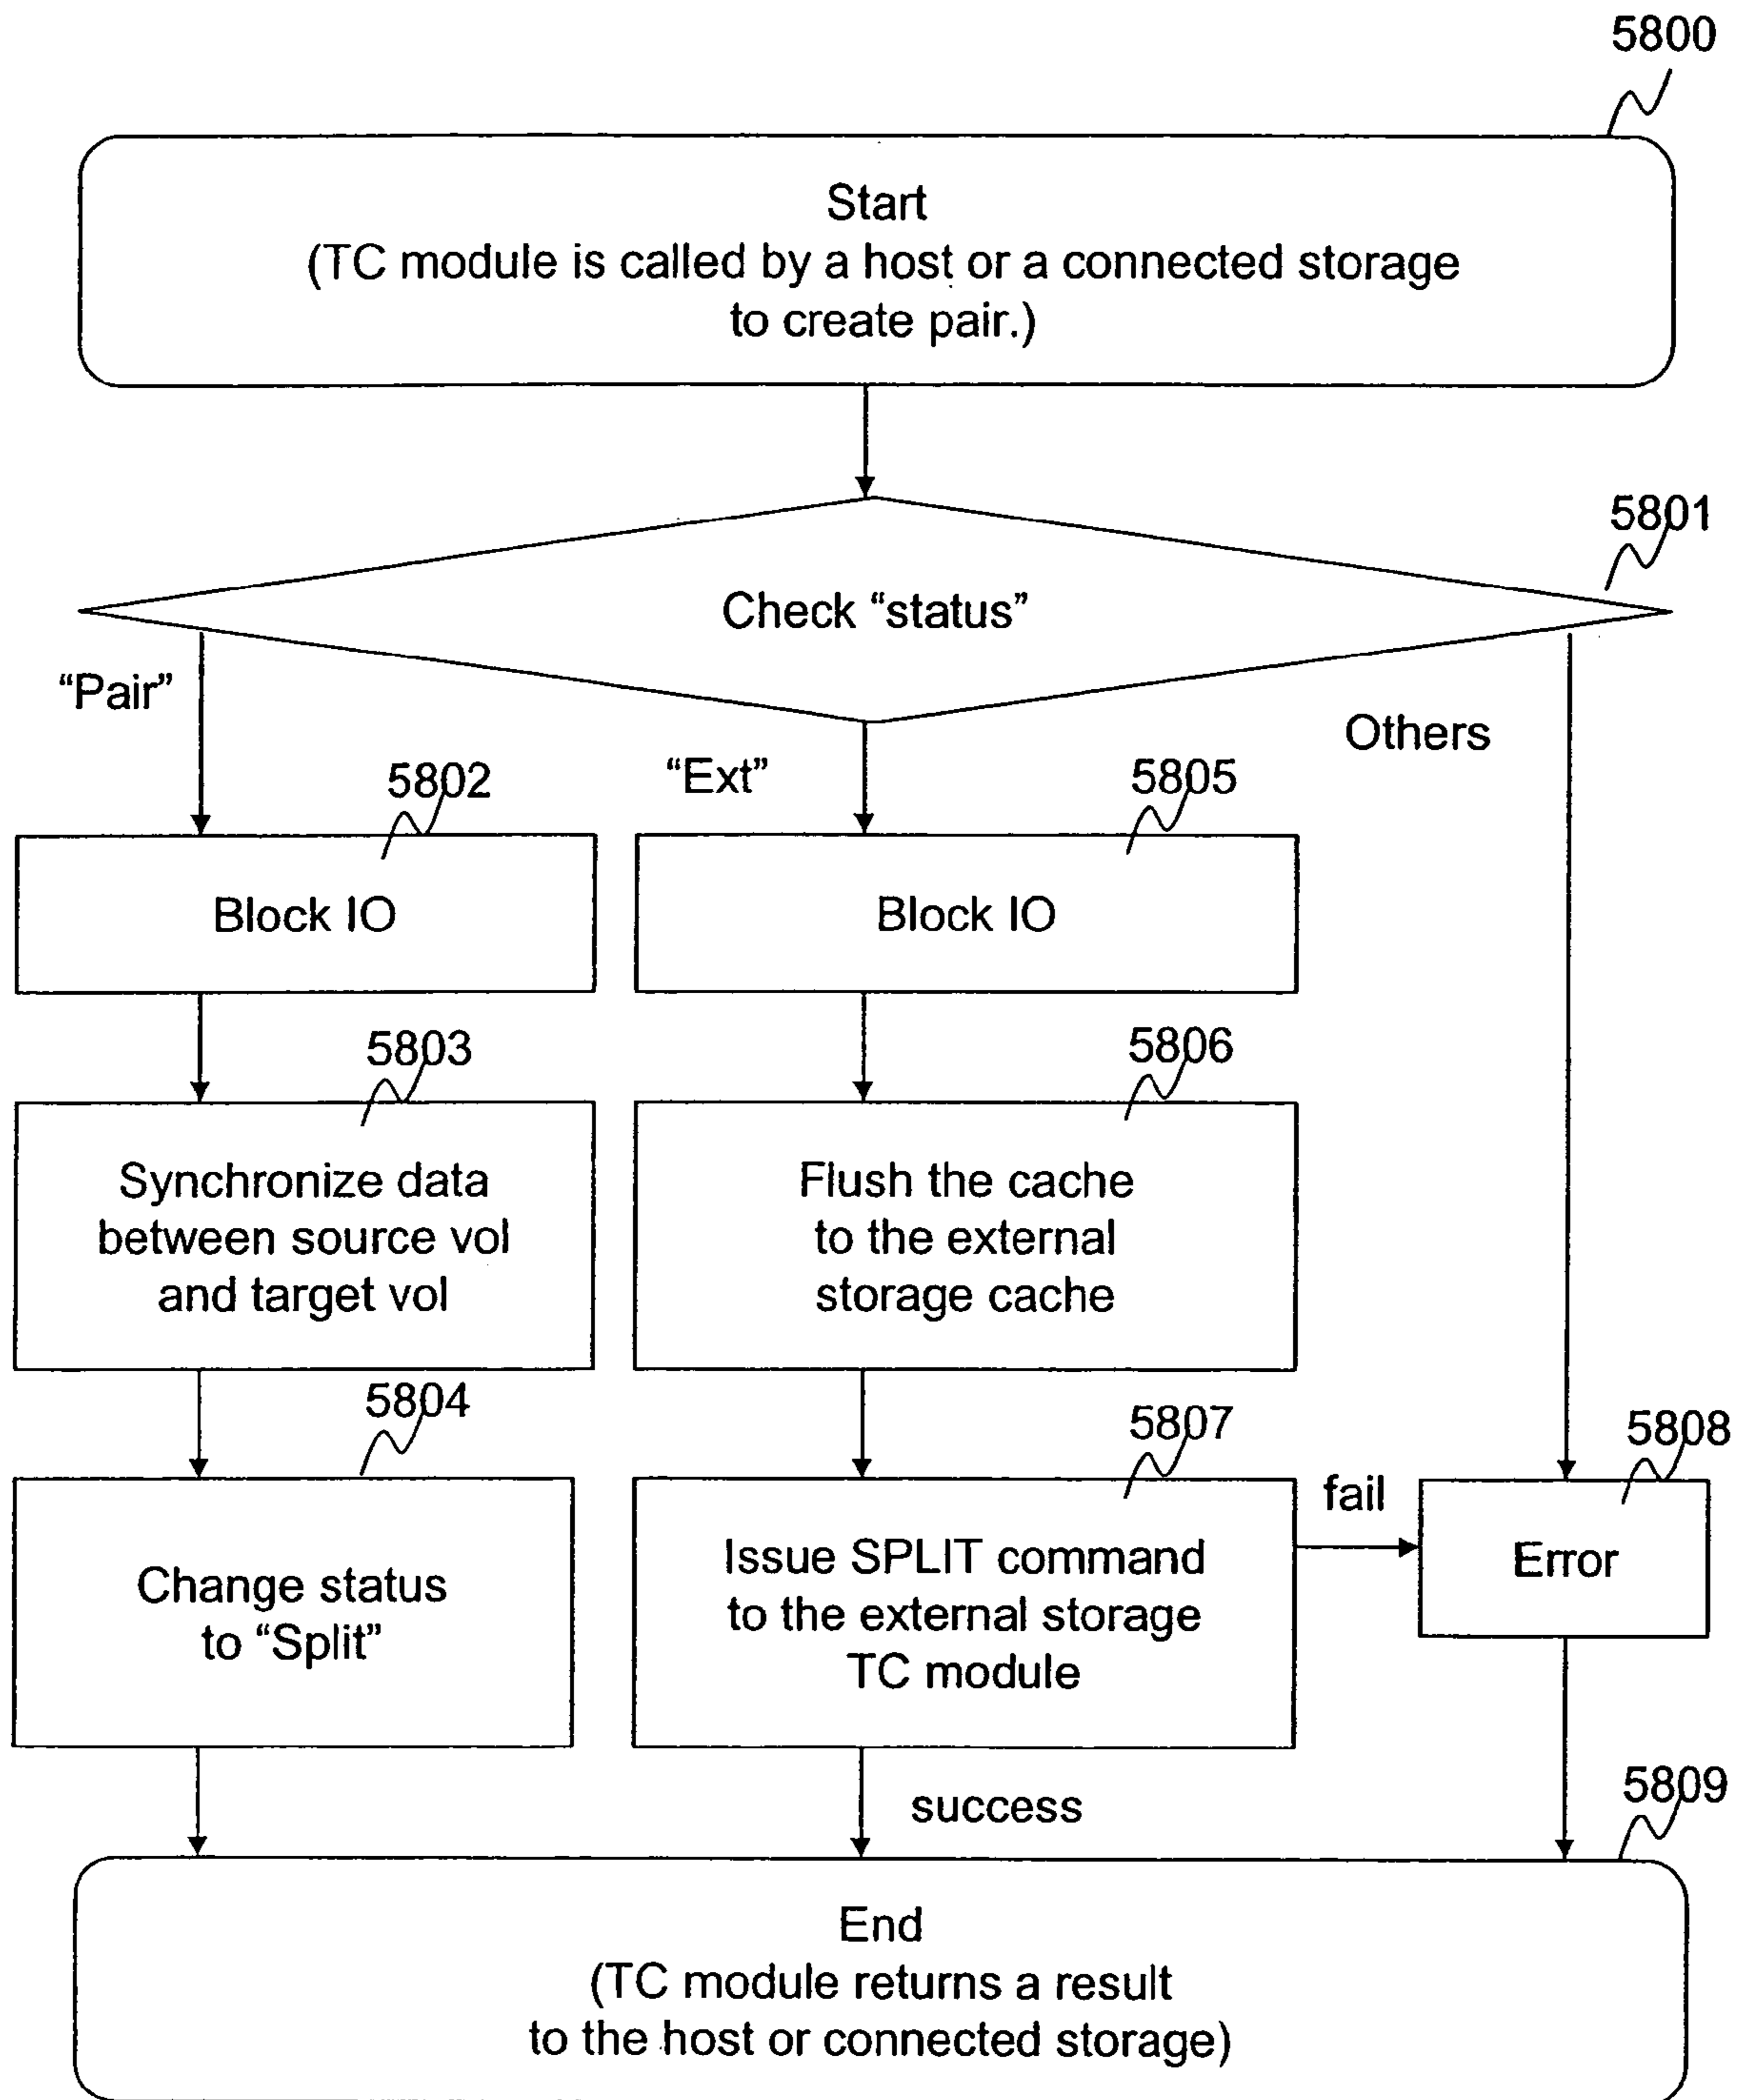 5800
Start
(TC module is called by a host or a connected storage
to create pair.)
5801
Check “status”
“Pair”
“Ext”
Others
5802
Block IO
5805
Block IO
5803
Synchronize data
between source vol
and target vol
5806
Flush the cache
to the external
storage cache
5804
Change status
to “Split”
5807
Issue SPLIT command
to the external storage
TC module
fail
5808
Error
success
5809
End
(TC module returns a result
to the host or connected storage)